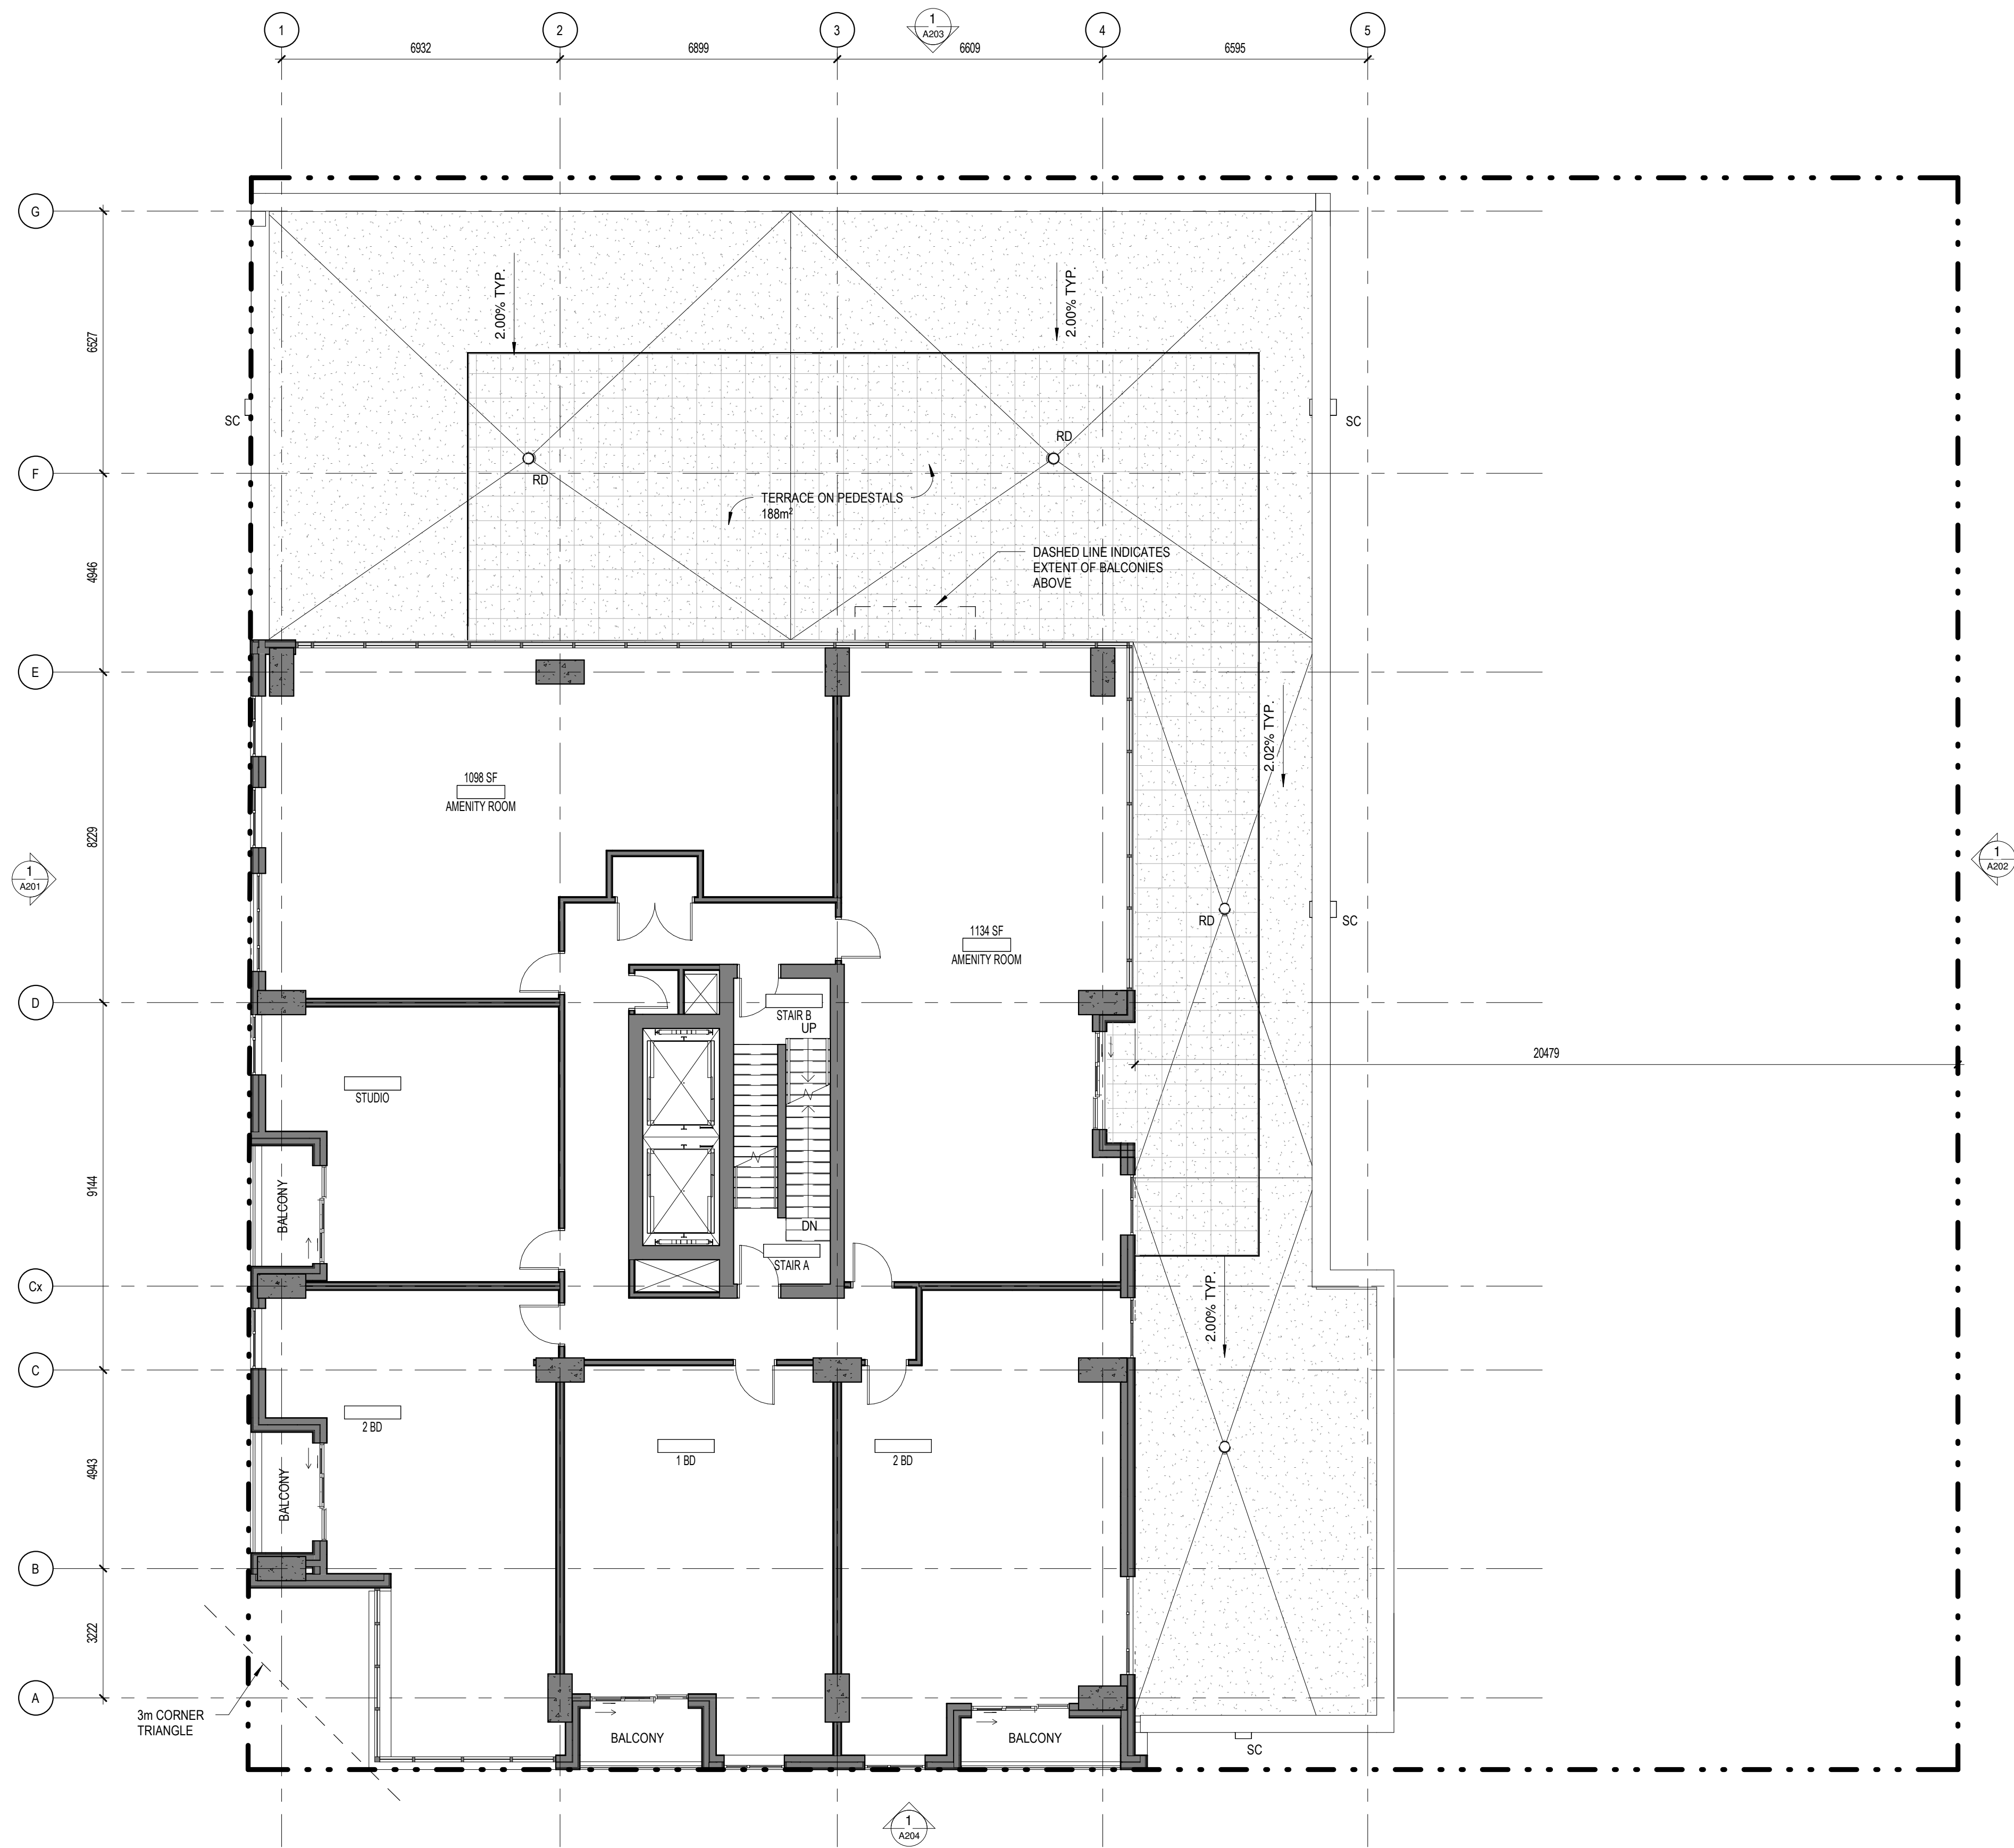 1
2
3
1
A203
4
5
6932
6899
6609
6595
G
2.00% TYP.
2.00% TYP.
6527
SC
SC
RD
F
RD
TERRACE ON PEDESTALS
188m²
4946
DASHED LINE INDICATES
EXTENT OF BALCONIES
ABOVE
E
2.02% TYP.
1098 SF
AMENITY ROOM
8229
1
A201
1
A202
RD
SC
1134 SF
AMENITY ROOM
D
STAIR B
UP
20479
STUDIO
9144
BALCONY
DN
STAIR A
Cx
2.00% TYP.
C
2 BD
1 BD
2 BD
4943
BALCONY
B
3222
A
3m CORNER
TRIANGLE
BALCONY
BALCONY
SC
1
A204